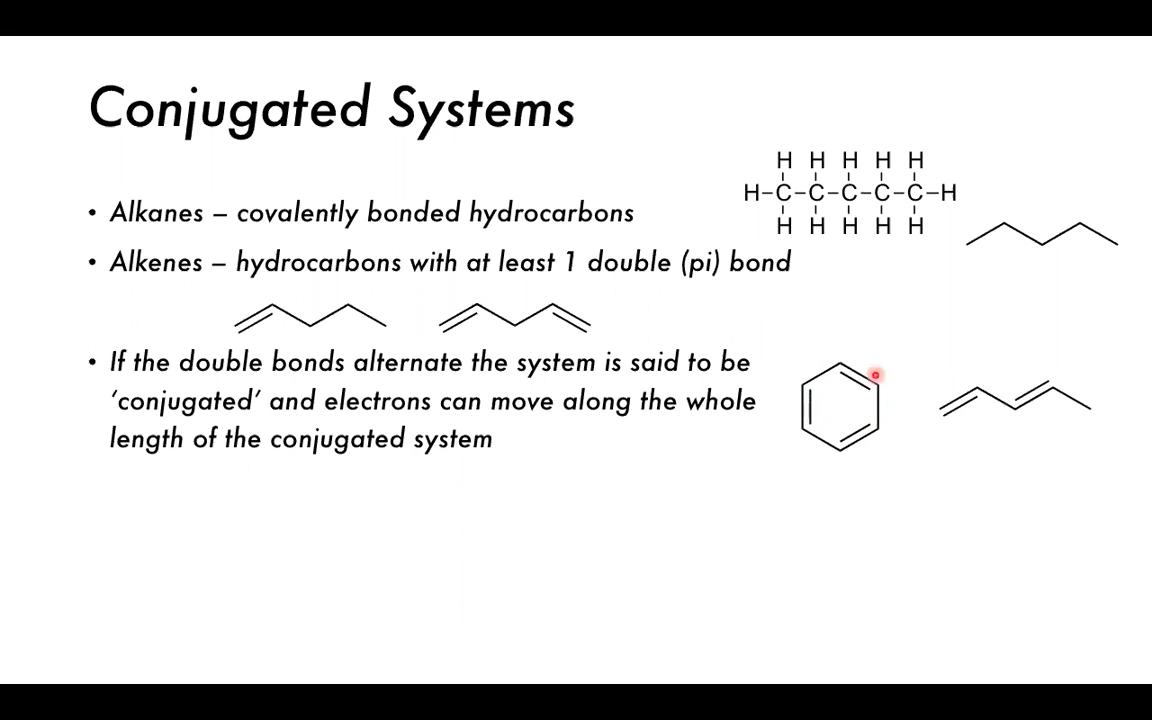 Conjugated Systems
H H H H H
H-C-C-C-C-C-H
H H H H H
• Alkanes – covalently bonded hydrocarbons
• Alkenes – hydrocarbons with at least 1 double (pi) bond
• If the double bonds alternate the system is said to be
‘conjugated’ and electrons can move along the whole
length of the conjugated system